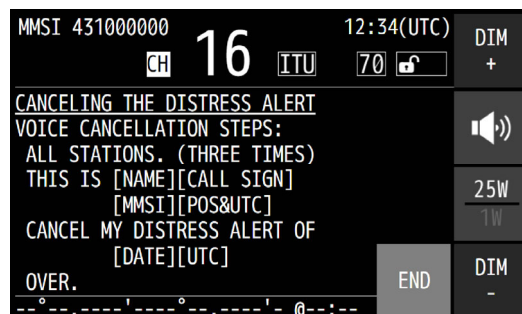 MMSI 431000000
12:34(UTC)
CH 16 ITU 70
DIM
+
CANCELING THE DISTRESS ALERT
VOICE CANCELLATION STEPS:
ALL STATIONS. (THREE TIMES)
THIS IS [NAME][CALL SIGN]
[MMSI][POS&UTC]
CANCEL MY DISTRESS ALERT OF
[DATE][UTC]
OVER.
25W
1W
END
DIM
-
--°--.----'----°--.----'- @--:--